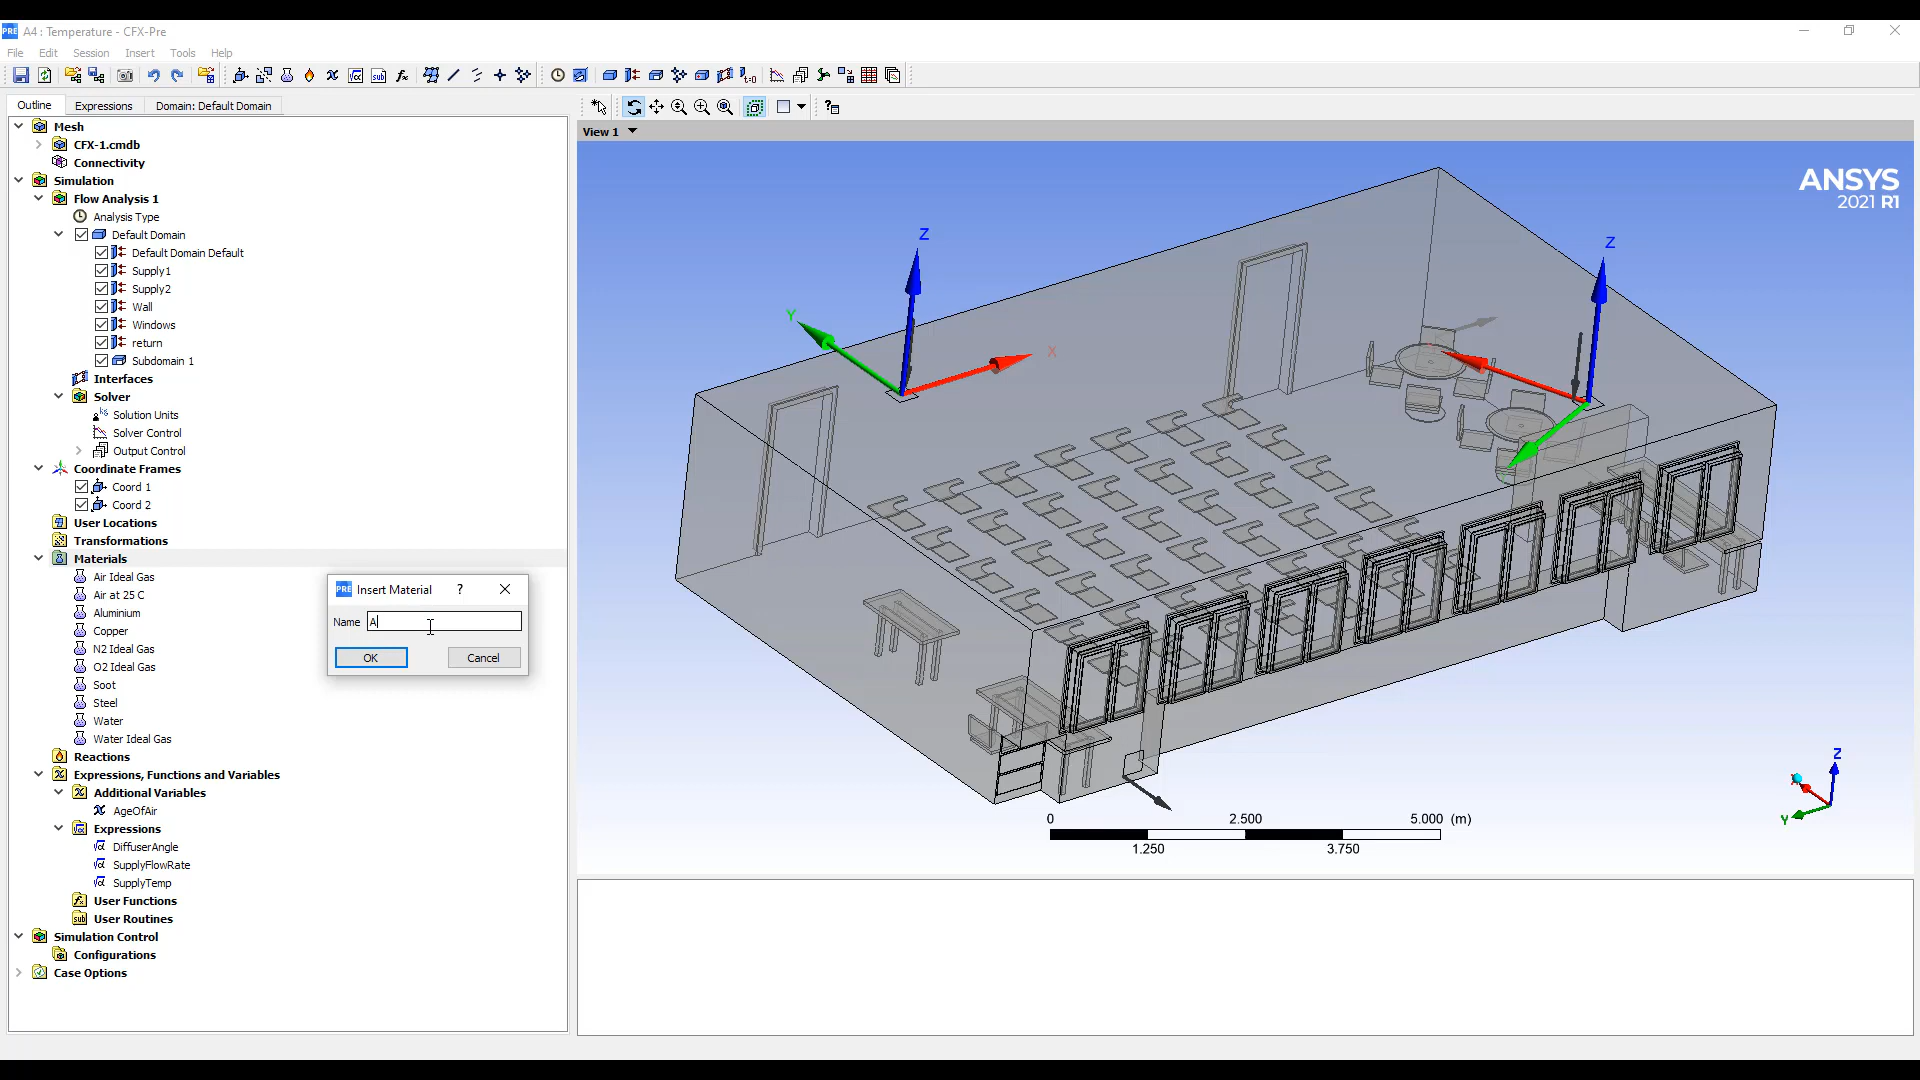 PRE A4 : Temperature - CFX-Pre
File Edit Session Insert Tools Help
Outline Expressions Domain: Default Domain
View 1
Mesh
CFX-1.cmdb
Connectivity
Simulation
Flow Analysis 1
Analysis Type
Default Domain
Default Domain Default
Supply1
Supply2
Wall
Windows
return
Subdomain 1
Interfaces
Solver
Solution Units
Solver Control
Output Control
Coordinate Frames
Coord 1
Coord 2
User Locations
Transformations
Materials
Air Ideal Gas
Air at 25 C
Aluminium
Copper
N2 Ideal Gas
O2 Ideal Gas
Soot
Steel
Water
Water Ideal Gas
Reactions
Expressions, Functions and Variables
Additional Variables
AgeOfAir
Expressions
DiffuserAngle
SupplyFlowRate
SupplyTemp
User Functions
User Routines
Simulation Control
Configurations
Case Options
PRE Insert Material ?
Name A
OK Cancel
ANSYS
2021 R1
Z
Y
X
Z
0 2.500 5.000 (m)
1.250 3.750
Z
X
Y